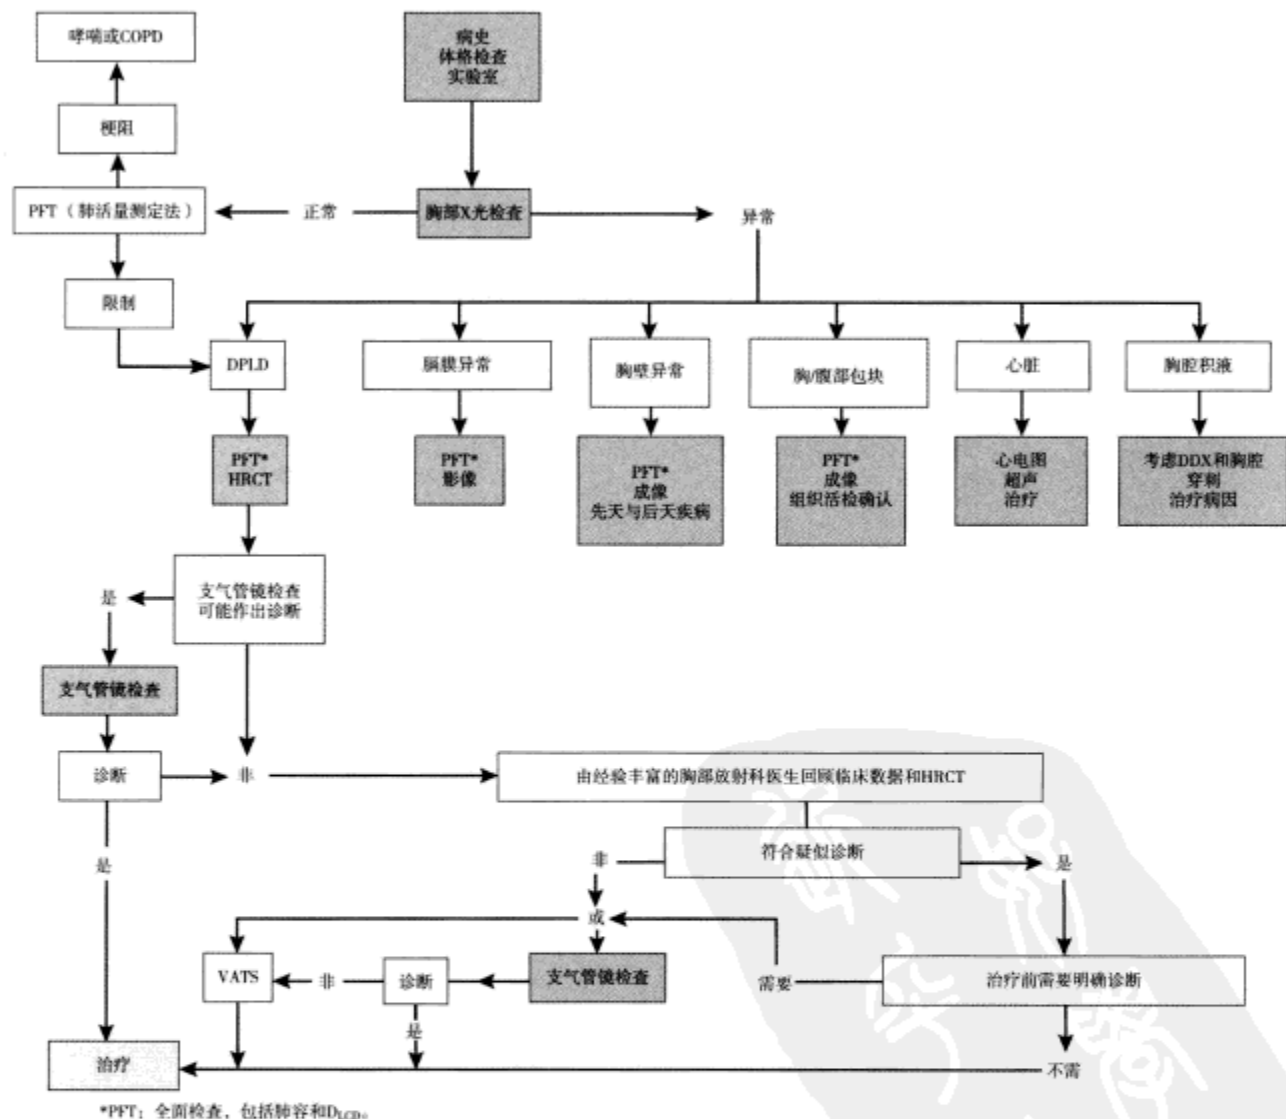 哮喘或COPD
病史
体格检查
实验室
梗阻
PFT（肺活量测定法）
正常
胸部X光检查
异常
限制
DPLD
膈膜异常
胸壁异常
胸/腹部包块
心脏
胸腔积液
PFT*
HRCT
PFT*
影像
PFT*
成像
先天与后天疾病
PFT*
成像
组织活检确认
心电图
超声
治疗
考虑DDX和胸腔
穿刺
治疗病因
是
支气管镜检查
可能作出诊断
支气管镜检查
诊断
非
由经验丰富的胸部放射科医生回顾临床数据和HRCT
是
非
符合疑似诊断
是
或
VATS
非
诊断
支气管镜检查
需要
治疗前需要明确诊断
是
治疗
不需
*PFT：全面检查，包括肺容和DLCD。